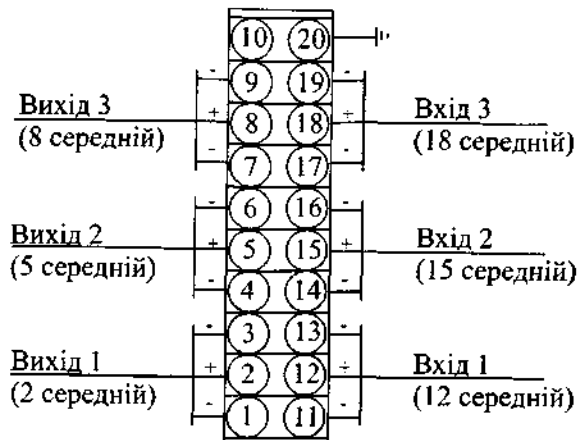 10 20
- 9 19 -
Вихід 3 + 8 18 + Вхід 3
(8 середній) (18 середній)
- 7 17 -
- 6 16 -
Вихід 2 + 5 15 + Вхід 2
(5 середній) (15 середній)
- 4 14 -
- 3 13 -
Вихід 1 + 2 12 + Вхід 1
(2 середній) (12 середній)
- 1 11 -